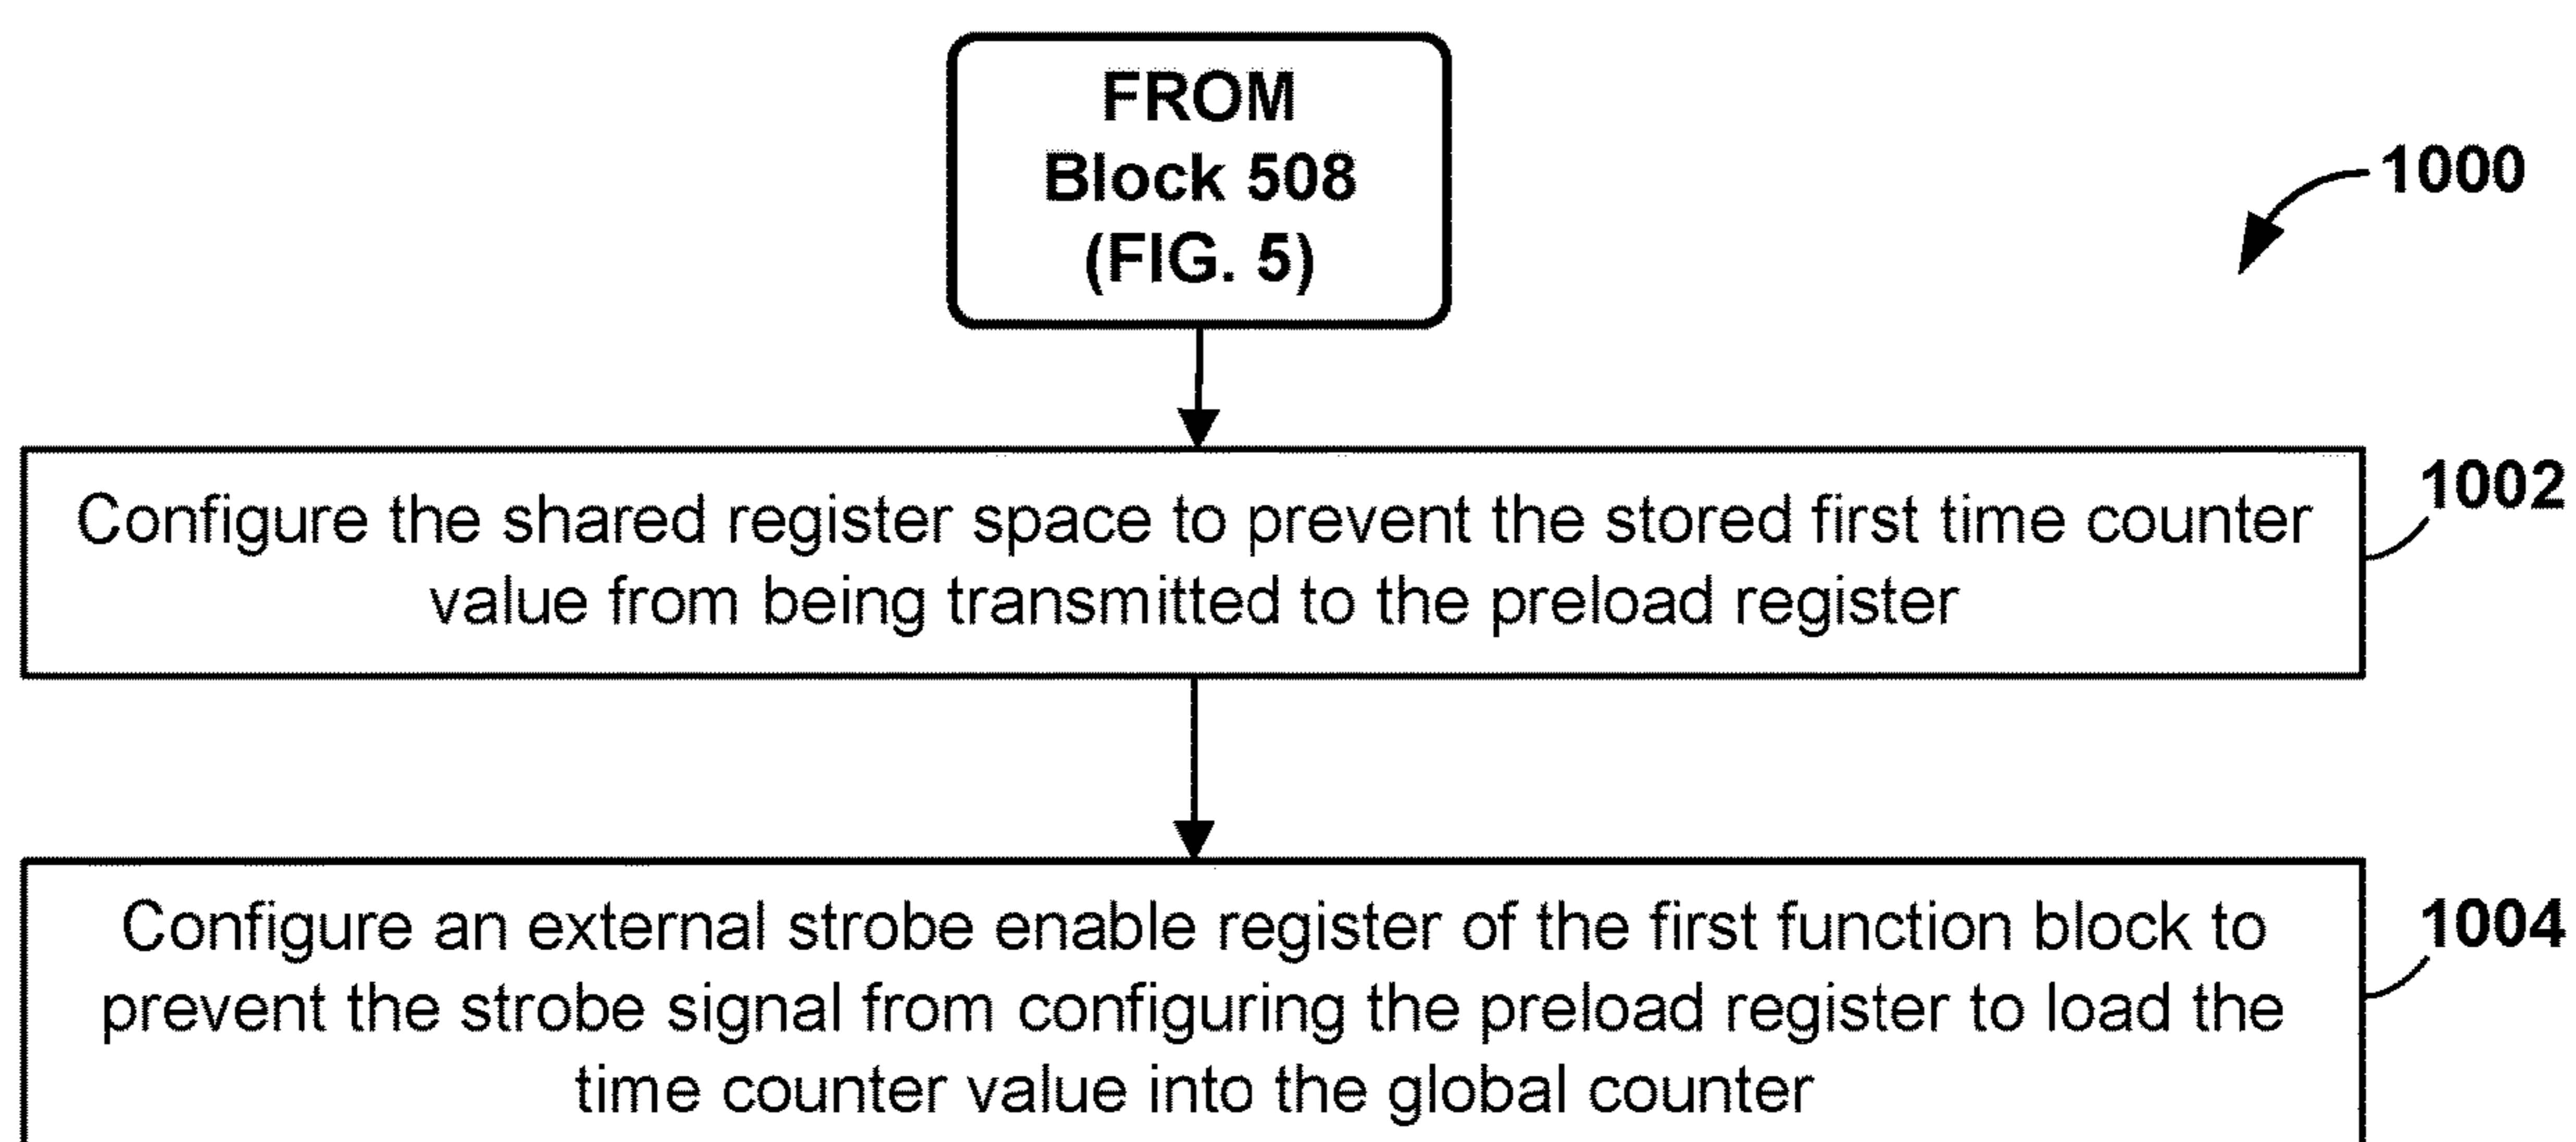 FROM
Block 508
(FIG. 5)
1000
Configure the shared register space to prevent the stored first time counter
value from being transmitted to the preload register
1002
Configure an external strobe enable register of the first function block to
prevent the strobe signal from configuring the preload register to load the
time counter value into the global counter
1004